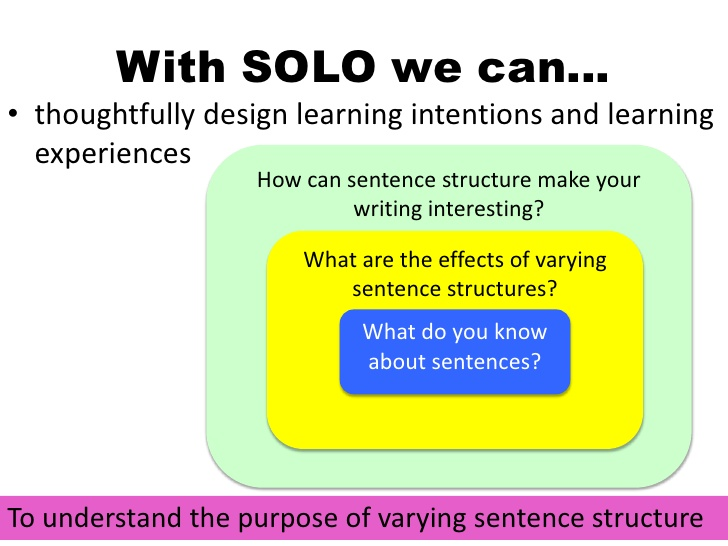 With SOLO we can...
• thoughtfully design learning intentions and learning
experiences
How can sentence structure make your
writing interesting?
What are the effects of varying
sentence structures?
What do you know
about sentences?
To understand the purpose of varying sentence structure